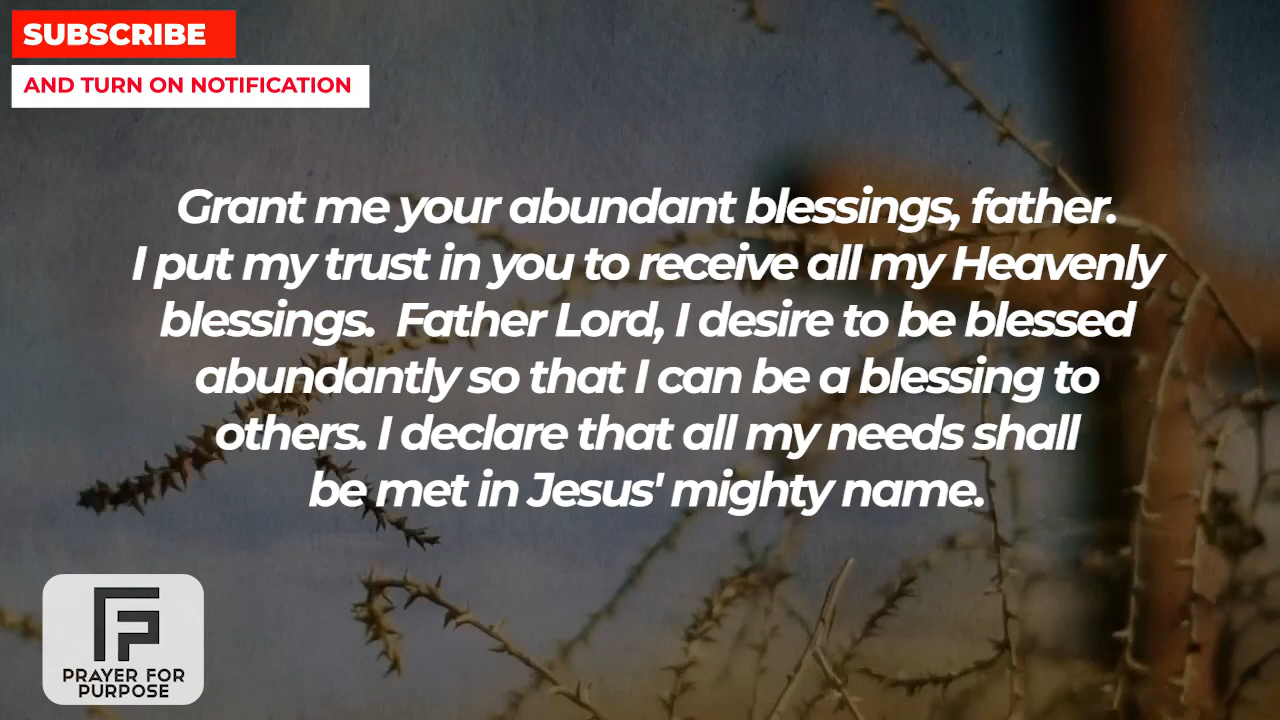 SUBSCRIBE
AND TURN ON NOTIFICATION
Grant me your abundant blessings, father.
I put my trust in you to receive all my Heavenly
blessings.  Father Lord, I desire to be blessed
abundantly so that I can be a blessing to
others. I declare that all my needs shall
be met in Jesus' mighty name.
PRAYER FOR
PURPOSE